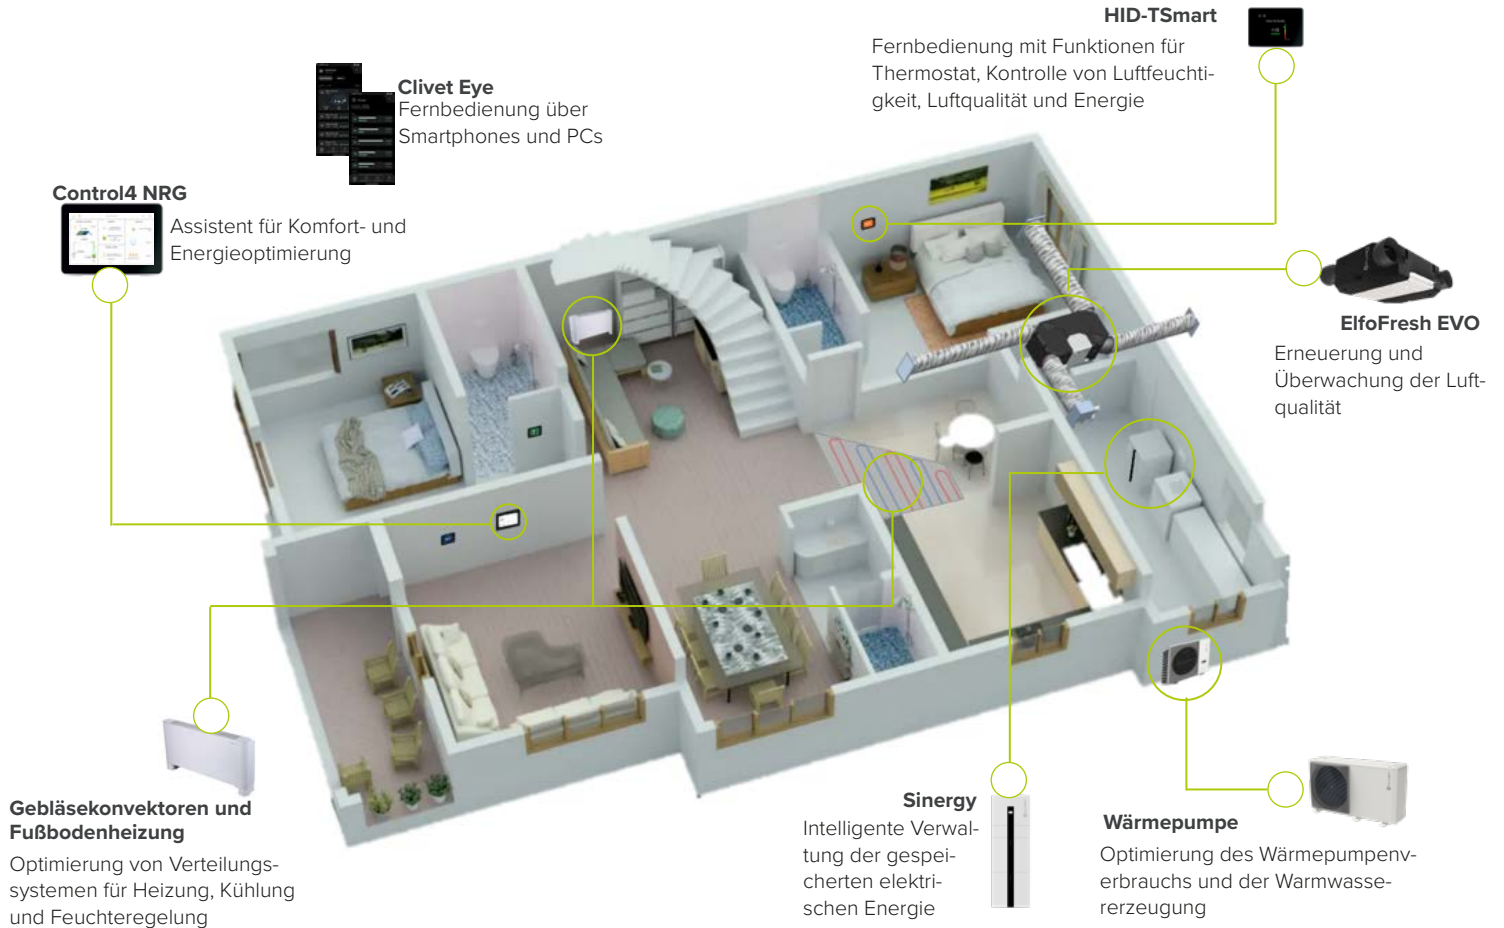 HID-TSmart
Fernbedienung mit Funktionen für
Thermostat, Kontrolle von Luftfeuchti-
gkeit, Luftqualität und Energie
Clivet Eye
Fernbedienung über
Smartphones und PCs
Control4 NRG
Assistent für Komfort- und
Energieoptimierung
ElfoFresh EVO
Erneuerung und
Überwachung der Luft-
qualität
Gebläsekonvektoren und
Fußbodenheizung
Optimierung von Verteilungs-
systemen für Heizung, Kühlung
und Feuchteregelung
Sinergy
Intelligente Verwal-
tung der gespei-
cherten elektri-
schen Energie
Wärmepumpe
Optimierung des Wärmepumpenv-
erbrauchs und der Warmwasse-
rerzeugung